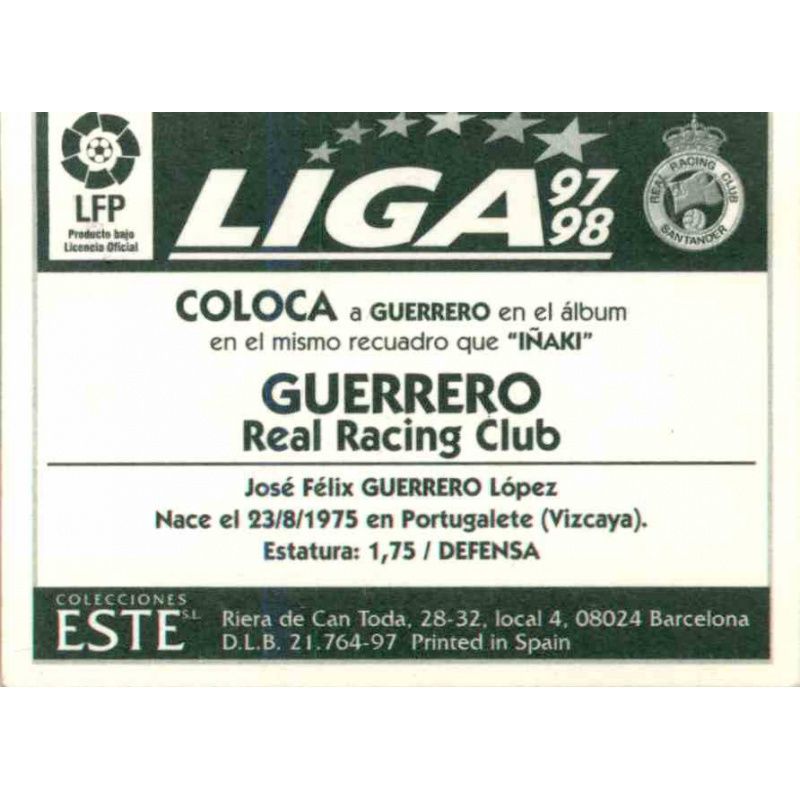 LFP
Producto bajo
Licencia Oficial
LIGA 97
98
REAL RACING CLUB
SANTANDER
COLOCA a GUERRERO en el álbum
en el mismo recuadro que "IÑAKI"
GUERRERO
Real Racing Club
José Félix GUERRERO López
Nace el 23/8/1975 en Portugalete (Vizcaya).
Estatura: 1,75 / DEFENSA
COLECCIONES
ESTE S.L.
Riera de Can Toda, 28-32, local 4, 08024 Barcelona
D.L.B. 21.764-97 Printed in Spain